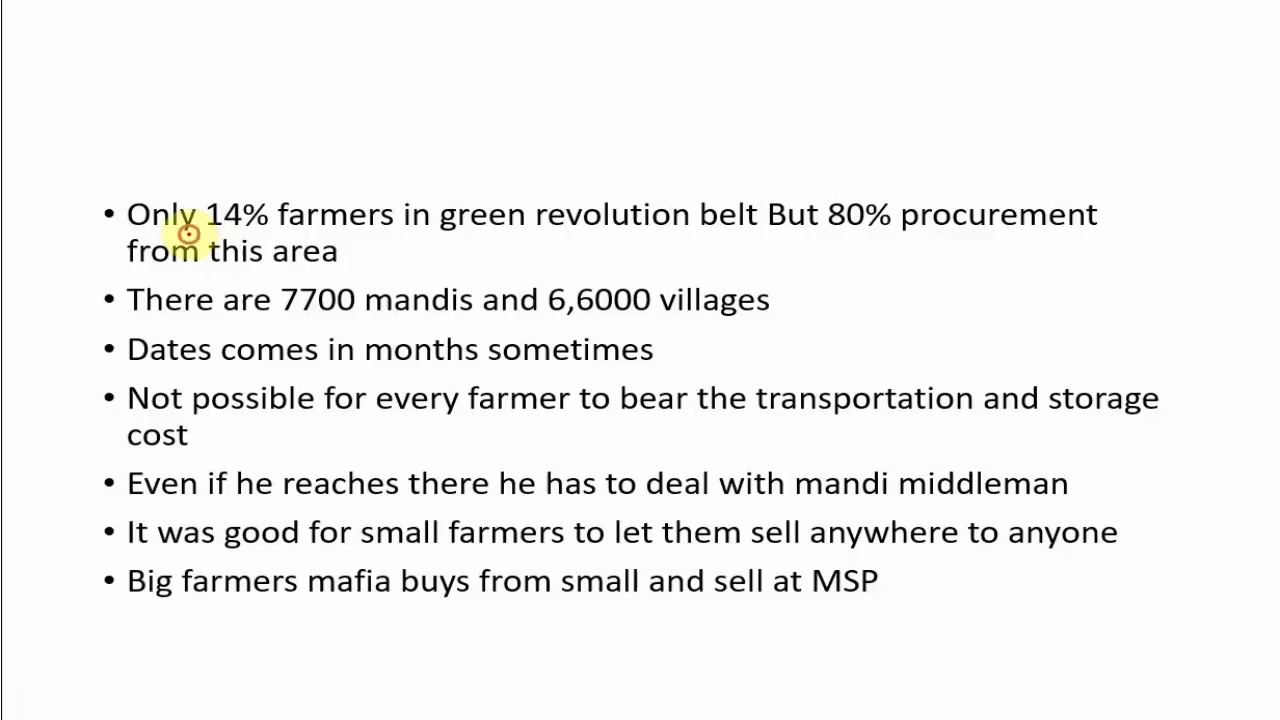 • Only 14% farmers in green revolution belt But 80% procurement
from this area
• There are 7700 mandis and 6,6000 villages
• Dates comes in months sometimes
• Not possible for every farmer to bear the transportation and storage
cost
• Even if he reaches there he has to deal with mandi middleman
• It was good for small farmers to let them sell anywhere to anyone
• Big farmers mafia buys from small and sell at MSP